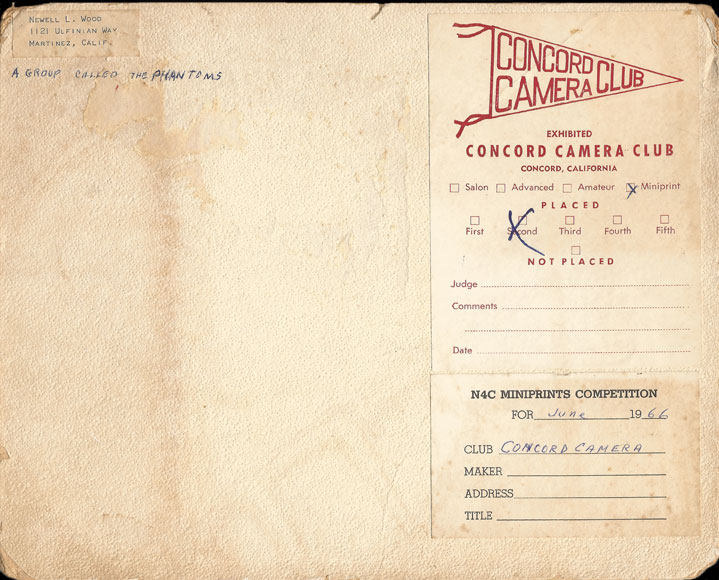 Newell L. Wood
1121 Ulfinian Way
Martinez, Calif.
A GROUP CALLED THE PHANTOMS
CONCORD
CAMERA CLUB
EXHIBITED
CONCORD CAMERA CLUB
CONCORD, CALIFORNIA
Salon Advanced Amateur Miniprint
PLACED
First Second Third Fourth Fifth
NOT PLACED
Judge
Comments
Date
N4C MINIPRINTS COMPETITION
FOR June 1966
CLUB CONCORD CAMERA
MAKER
ADDRESS
TITLE